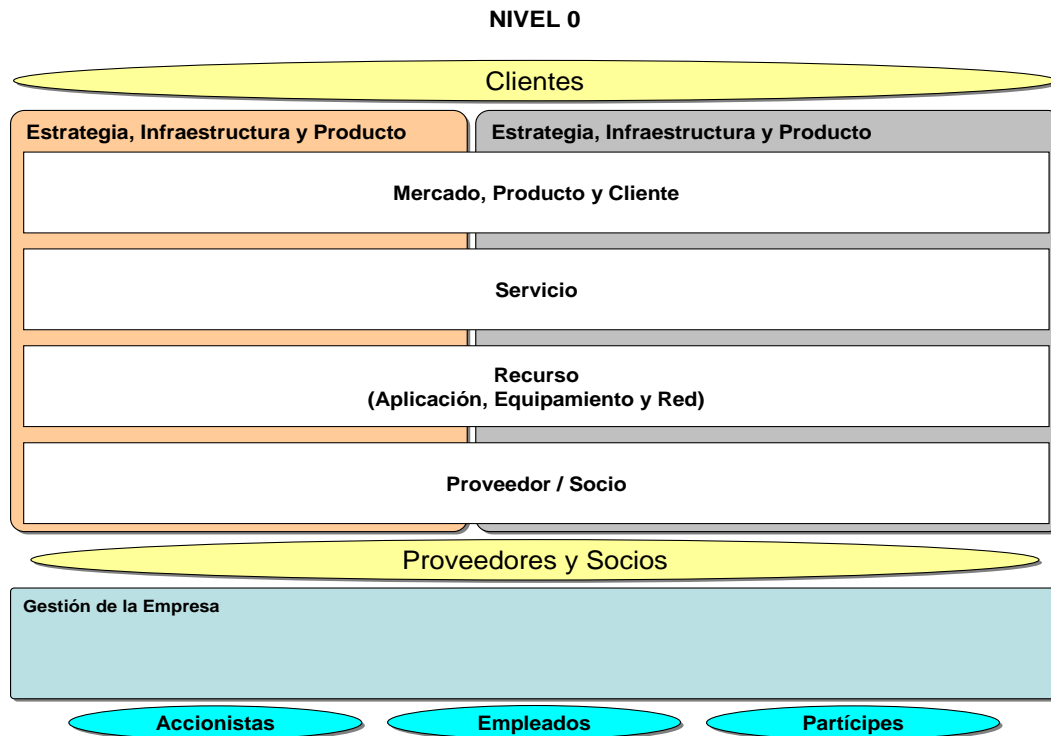 NIVEL 0
Clientes
Estrategia, Infraestructura y Producto
Estrategia, Infraestructura y Producto
Mercado, Producto y Cliente
Servicio
Recurso
(Aplicación, Equipamiento y Red)
Proveedor / Socio
Proveedores y Socios
Gestión de la Empresa
Accionistas
Empleados
Partícipes